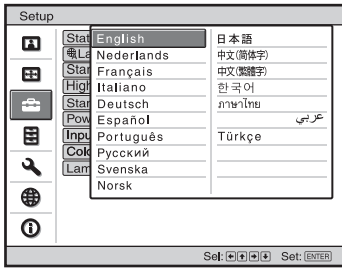 Setup
Stat
La
Star
High
Star
Pow
Inpu
Colo
Lam
English
Nederlands
Français
Italiano
Deutsch
Español
Português
Русский
Svenska
Norsk
日本語
中文(简体字)
中文(繁體字)
한국어
ภาษาไทย
عربي
Türkçe
Sel: Set: ENTER